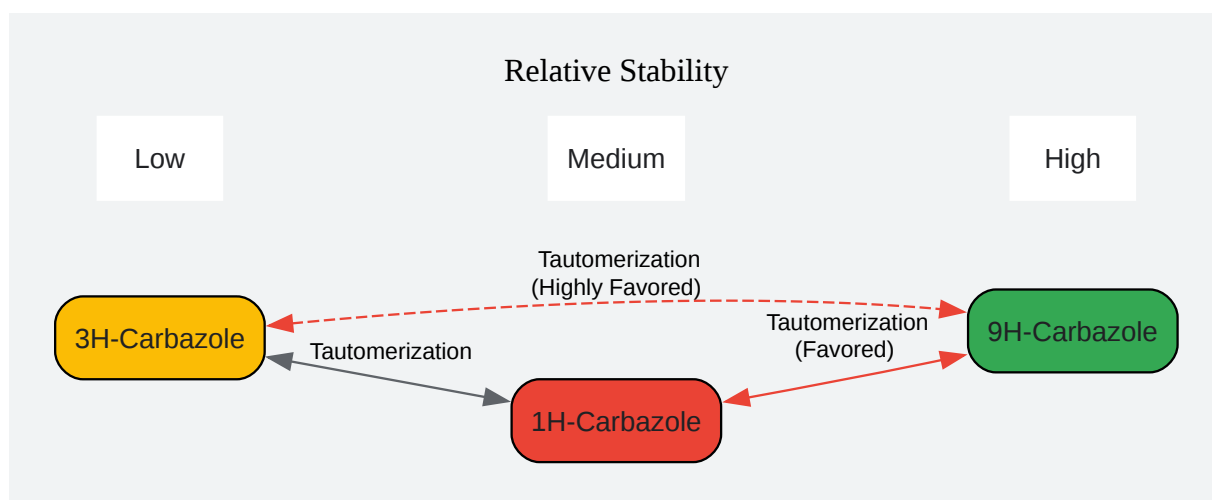 Relative Stability
Low
Medium
High
Tautomerization
(Highly Favored)
3H-Carbazole
Tautomerization
Tautomerization
(Favored)
9H-Carbazole
1H-Carbazole